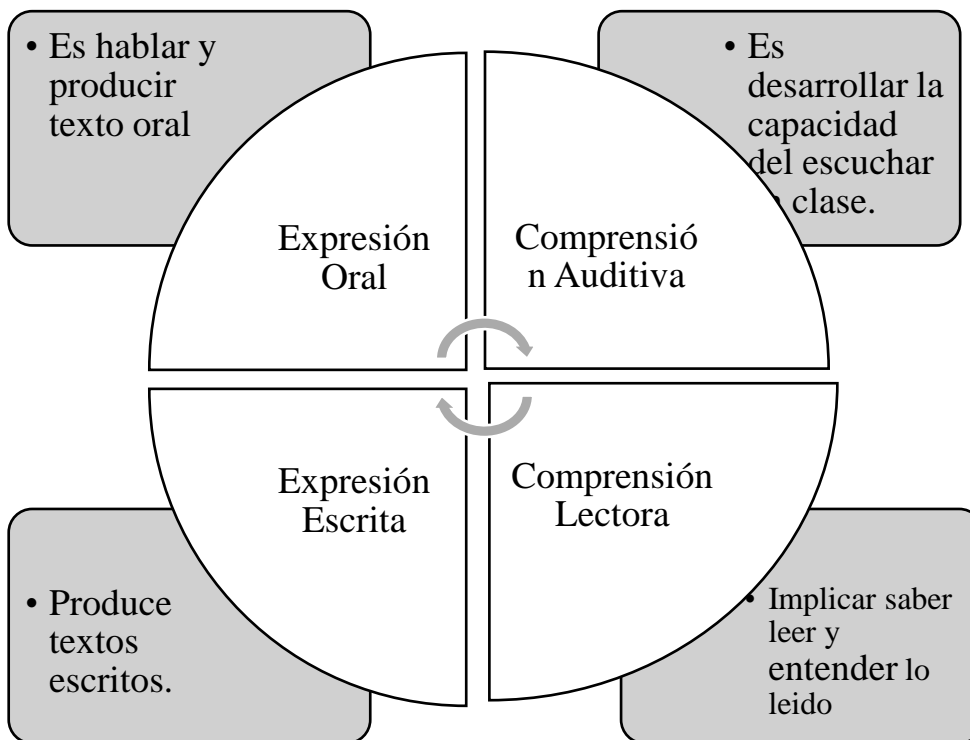 • Es hablar y
producir
texto oral
• Es
desarrollar la
capacidad
del escuchar
clase.
Expresión
Oral
Comprensió
n Auditiva
Expresión
Escrita
Comprensión
Lectora
• Produce
textos
escritos.
• Implicar saber
leer y
entender lo
leido